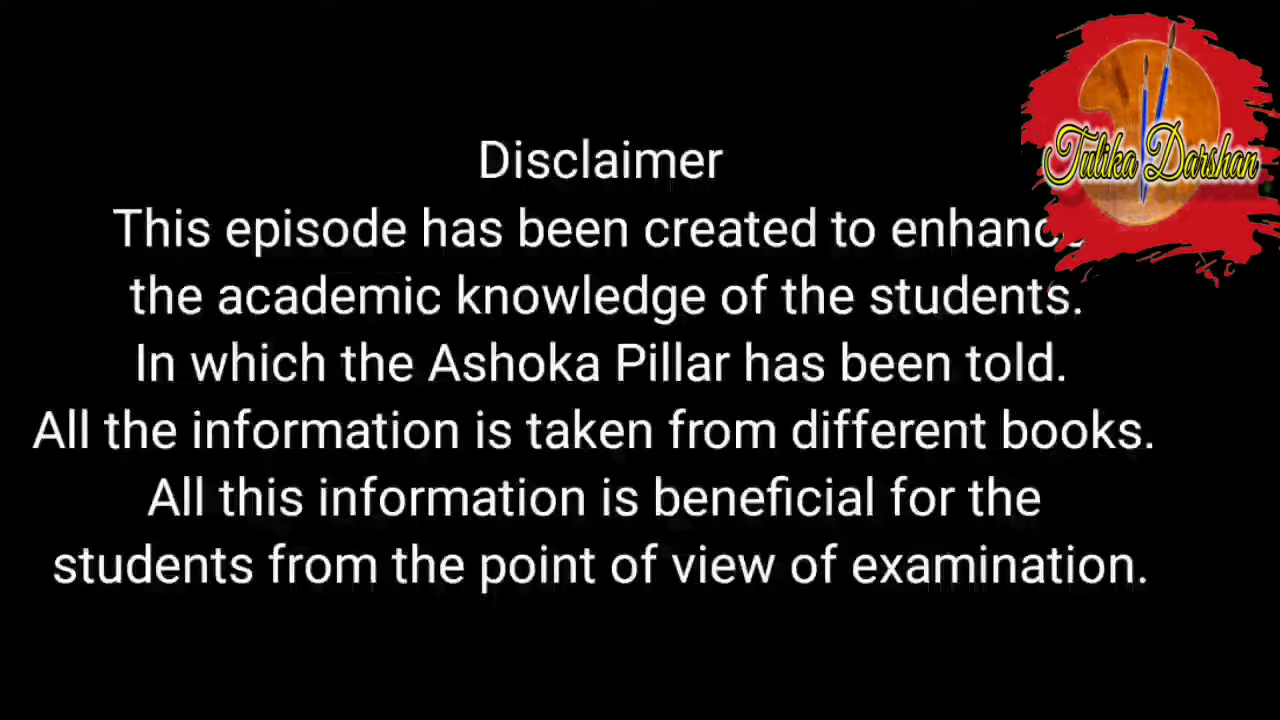 Disclaimer
This episode has been created to enhance
the academic knowledge of the students.
In which the Ashoka Pillar has been told.
All the information is taken from different books.
All this information is beneficial for the
students from the point of view of examination.
Tulika Darshan